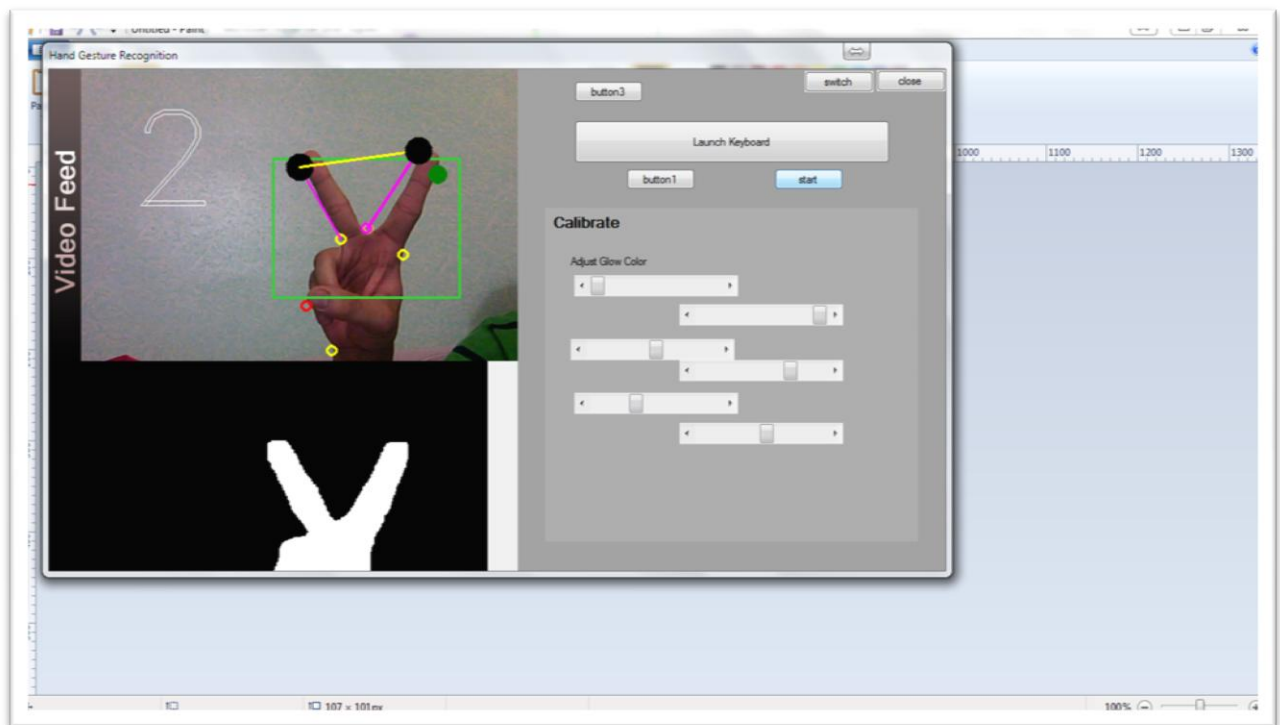 Untitled - Paint
Hand Gesture Recognition
switch
close
button3
Launch Keyboard
button1
start
2
Video Feed
Calibrate
Adjust Glow Color
1000
1100
1200
1300
107 × 101px
100%